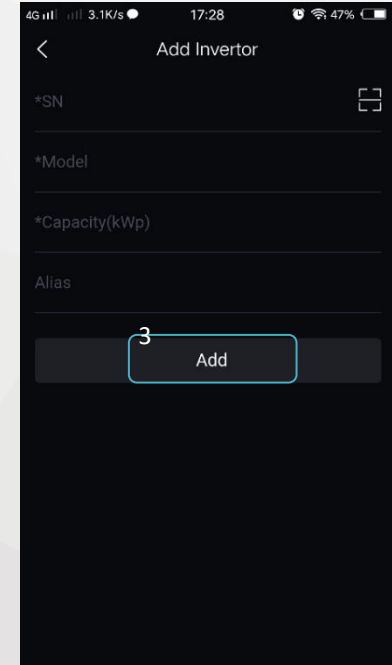 4G 3.1K/s 17:28 47%
Add Invertor
*SN
*Model
*Capacity(kWp)
Alias
3
Add